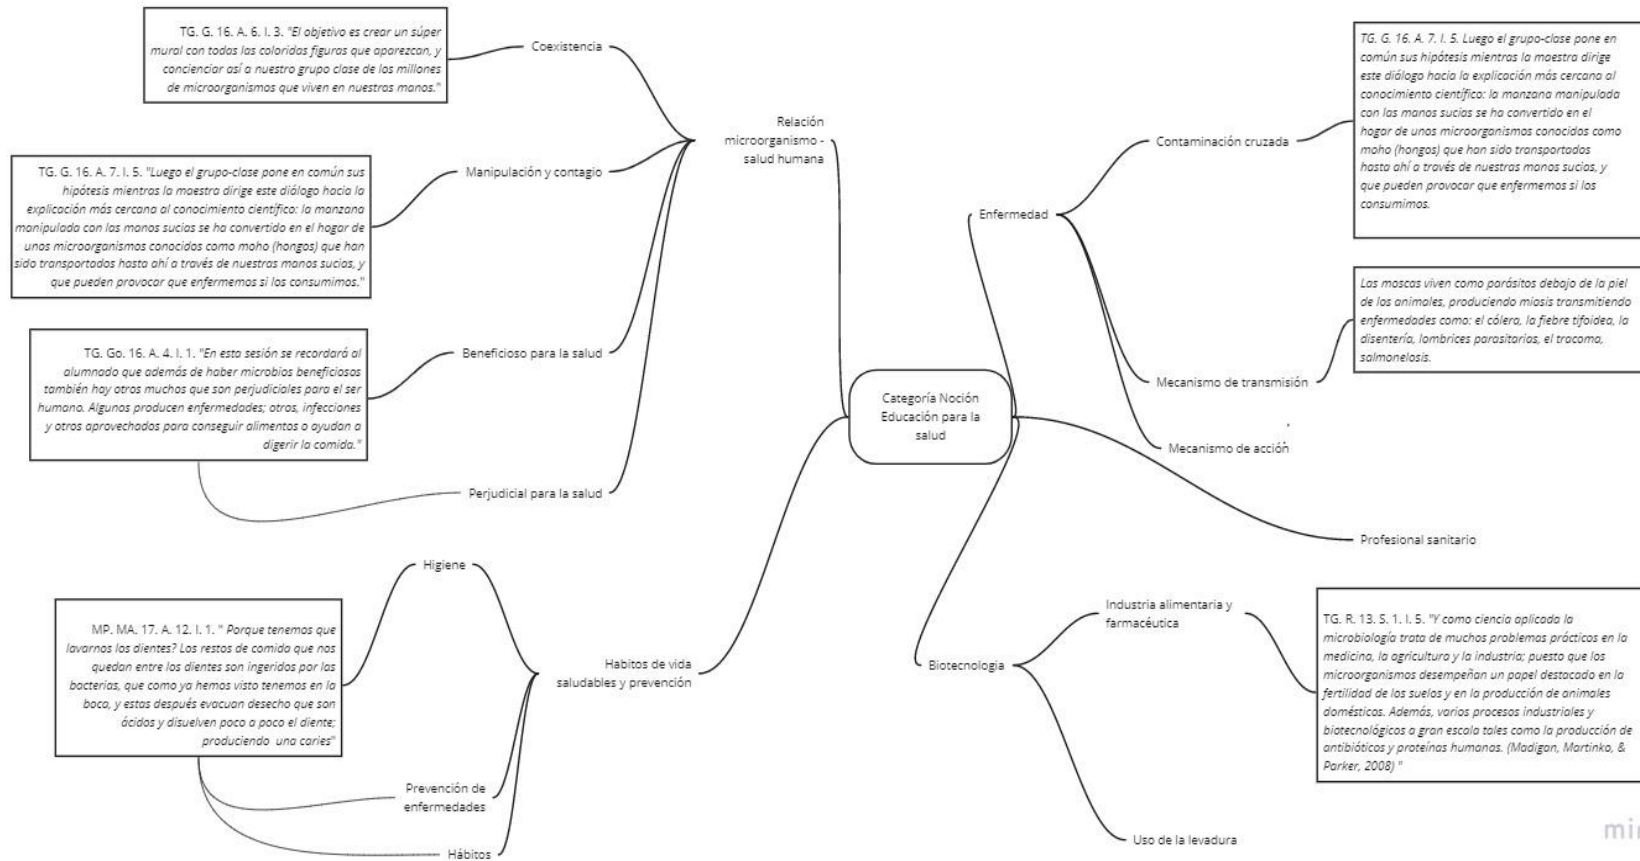 TG. G. 16. A. 6. I. 3. "El objetivo es crear un súper
mural con todas las coloridas figuras que aparezcan, y
concienciar así a nuestro grupo clase de los millones
de microorganismos que viven en nuestras manos."
Coexistencia
Relación
microorganismo -
salud humana
TG. G. 16. A. 7. I. 5. "Luego el grupo-clase pone en común sus
hipótesis mientras la maestra dirige este diálogo hacia la
explicación más cercana al conocimiento científico: la manzana
manipulada con las manos sucias se ha convertido en el hogar de
unos microorganismos conocidos como moho (hongos) que han
sido transportados hasta ahí a través de nuestras manos sucias, y
que pueden provocar que enfermemos si los consumimos."
Manipulación y contagio
TG. Go. 16. A. 4. I. 1. "En esta sesión se recordará al
alumnado que además de haber microbios beneficiosos
también hay otros muchos que son perjudiciales para el ser
humano. Algunos producen enfermedades; otros, infecciones
y otros aprovechados para conseguir alimentos o ayudan a
digerir la comida."
Beneficioso para la salud
Perjudicial para la salud
Higiene
MP. MA. 17. A. 12. I. 1. " Porque tenemos que
lavarnos los dientes? Los restos de comida que nos
quedan entre los dientes son ingeridos por las
bacterias, que como ya hemos visto tenemos en la
boca, y estas después evacuan desecho que son
ácidos y disuelven poco a poco el diente;
produciendo una caries"
Habitos de vida
saludables y prevención
Prevención de
enfermedades
Hábitos
Categoría Noción
Educación para la
salud
Enfermedad
Contaminación cruzada
TG. G. 16. A. 7. I. 5. Luego el grupo-clase pone en
común sus hipótesis mientras la maestra dirige
este diálogo hacia la explicación más cercana al
conocimiento científico: la manzana manipulada
con las manos sucias se ha convertido en el
hogar de unos microorganismos conocidos como
moho (hongos) que han sido transportados
hasta ahí a través de nuestras manos sucias, y
que pueden provocar que enfermemos si los
consumimos.
Las moscas viven como parásitos debajo de la piel
de los animales, produciendo miasis transmitiendo
enfermedades como: el cólera, la fiebre tifoidea, la
disentería, lombrices parasitarias, el tracoma,
salmonelosis.
Mecanismo de transmisión
Mecanismo de acción
Profesional sanitario
Biotecnologia
Industria alimentaria y
farmacéutica
TG. R. 13. S. 1. I. 5. "Y como ciencia aplicada la
microbiología trata de muchos problemas prácticos en la
medicina, la agricultura y la industria; puesto que los
microorganismos desempeñan un papel destacado en la
fertilidad de los suelos y en la producción de animales
domésticos. Además, varios procesos industriales y
biotecnológicos a gran escala tales como la producción de
antibióticos y proteínas humanas. (Madigan, Martinko, &
Parker, 2008) "
Uso de la levadura